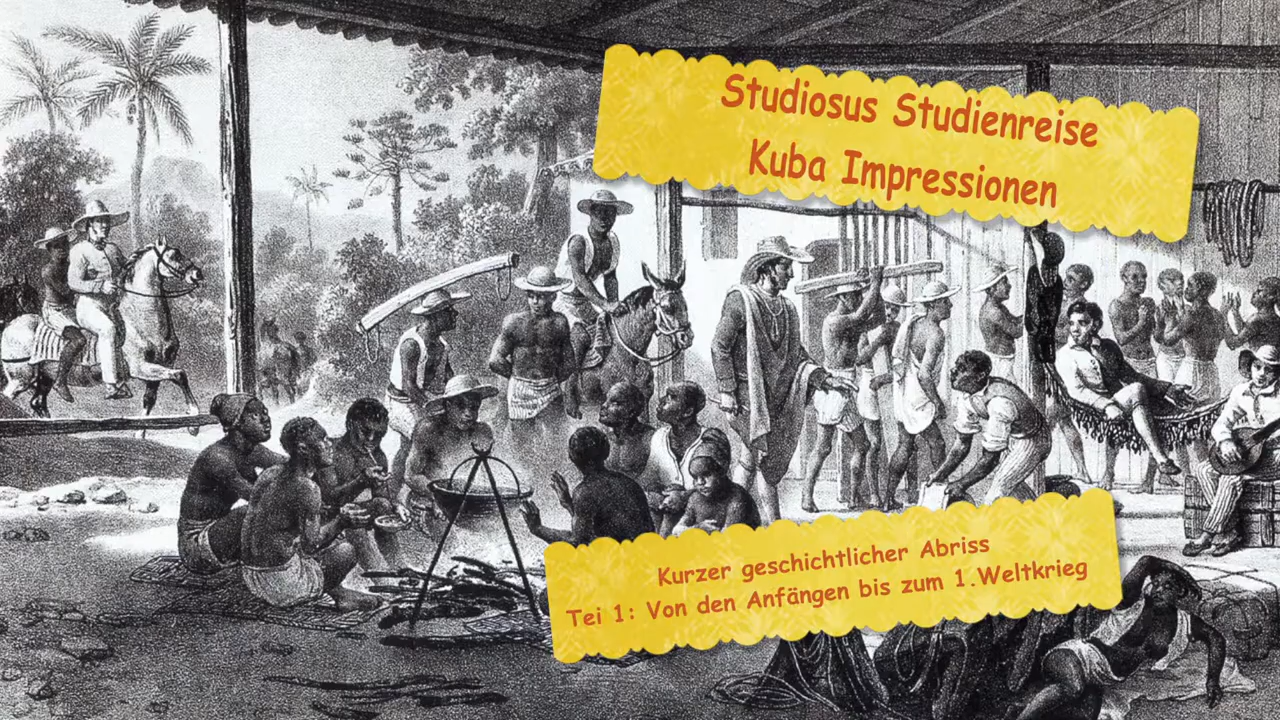 Studiosus Studienreise
Kuba Impressionen
Kurzer geschichtlicher Abriss
Tei 1: Von den Anfängen bis zum 1.Weltkrieg